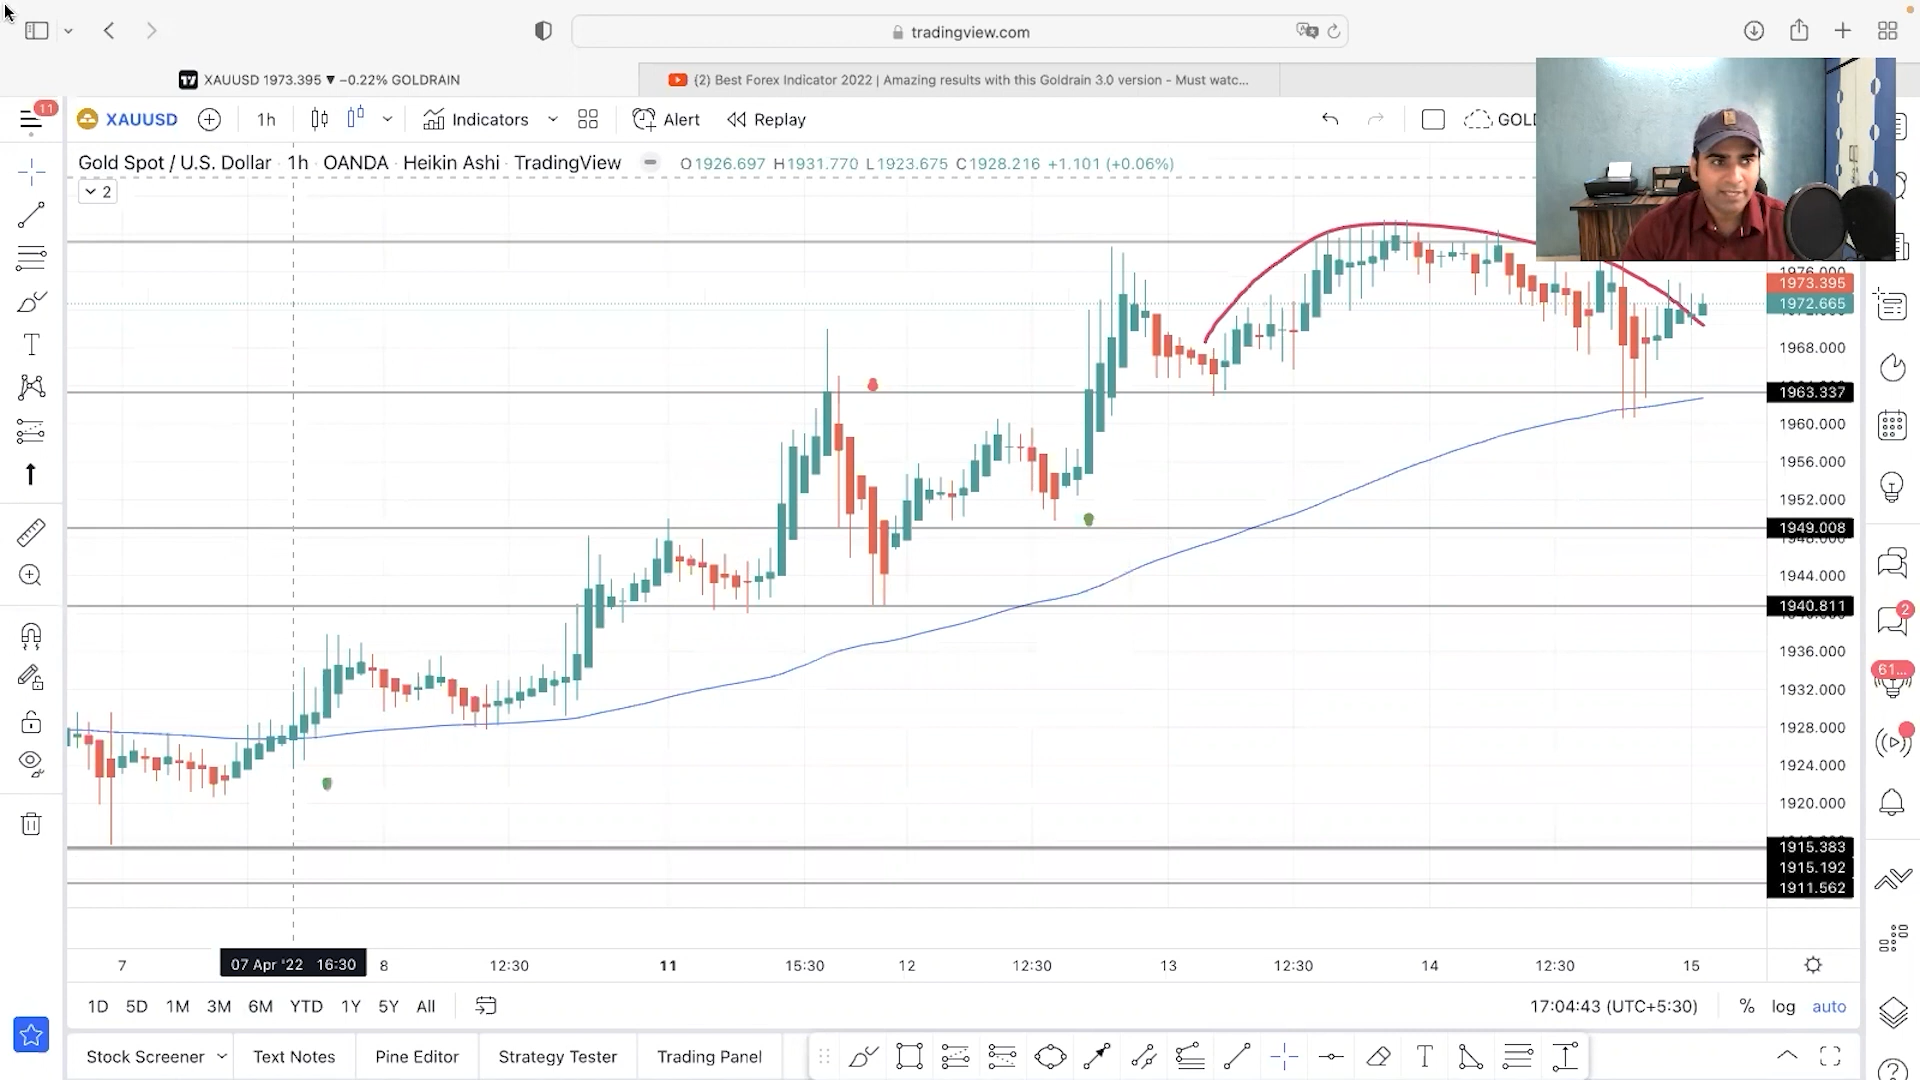 tradingview.com
XAUUSD 1973.395 ▼ −0.22% GOLDRAIN
(2) Best Forex Indicator 2022 | Amazing results with this Goldrain 3.0 version - Must watc...
11
XAUUSD
1h
Indicators
Alert
Replay
Gold Spot / U.S. Dollar · 1h · OANDA · Heikin Ashi · TradingView
O1926.697 H1931.770 L1923.675 C1928.216 +1.101 (+0.06%)
2
1973.395
1972.665
1968.000
1963.337
1960.000
1956.000
1952.000
1949.008
1944.000
1940.811
1936.000
1932.000
1928.000
1924.000
1920.000
1915.383
1915.192
1911.562
2
61...
7
07 Apr '22 16:30
8
12:30
11
15:30
12
12:30
13
12:30
14
12:30
15
1D 5D 1M 3M 6M YTD 1Y 5Y All
17:04:43 (UTC+5:30)
% log auto
Stock Screener
Text Notes
Pine Editor
Strategy Tester
Trading Panel